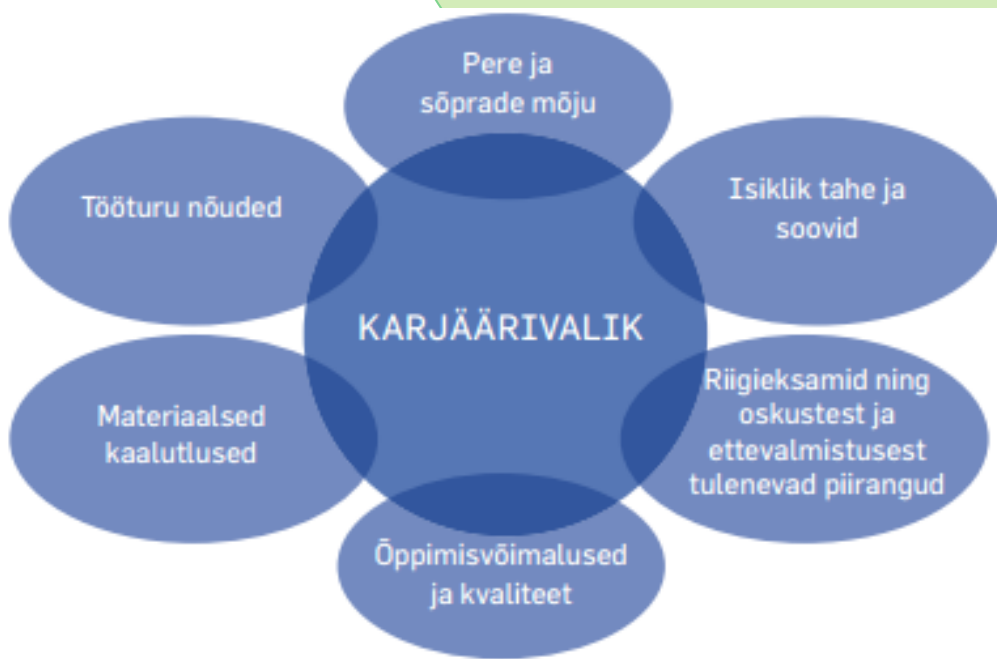 Pere ja
sõprade mõju
Tööturu nõuded
Isiklik tahe ja
soovid
KARJÄÄRIVALIK
Materiaalsed
kaalutlused
Riigieksamid ning
oskustest ja
ettevalmistusest
tulenevad piirangud
Õppimisvõimalused
ja kvaliteet